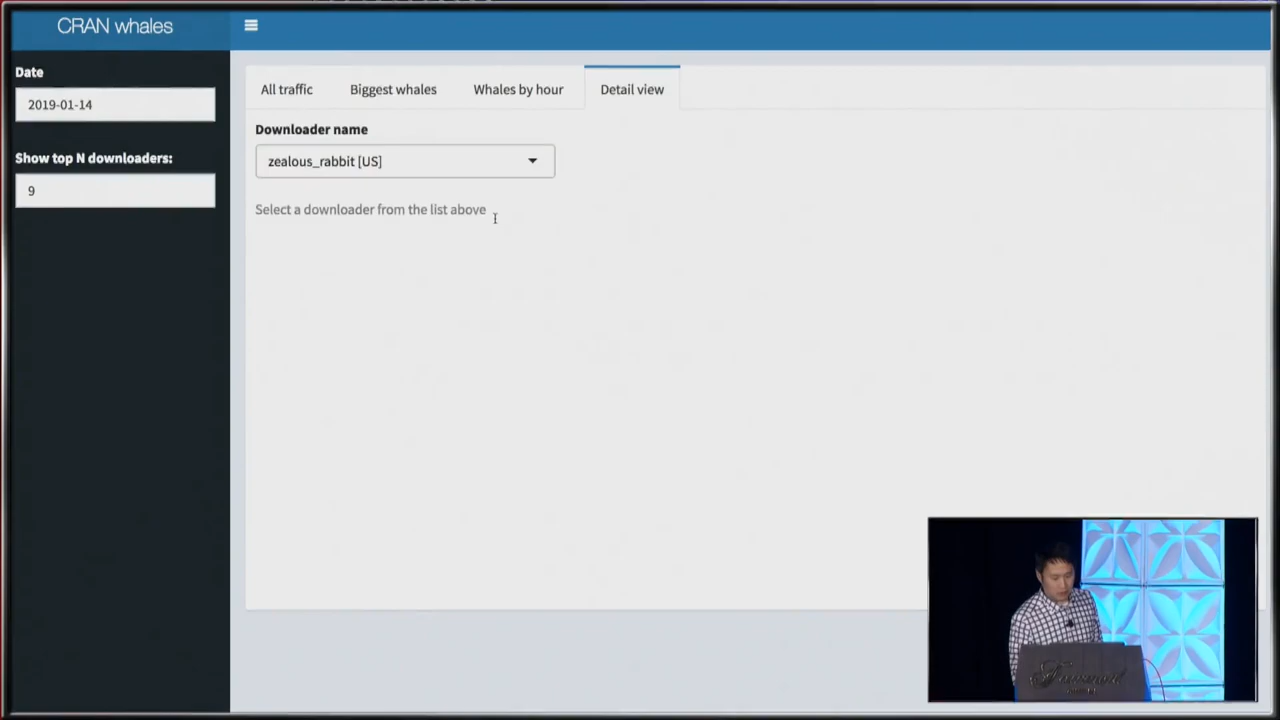 CRAN whales
Date
2019-01-14
Show top N downloaders:
9
All traffic
Biggest whales
Whales by hour
Detail view
Downloader name
zealous_rabbit [US]
Select a downloader from the list above
Fairmont